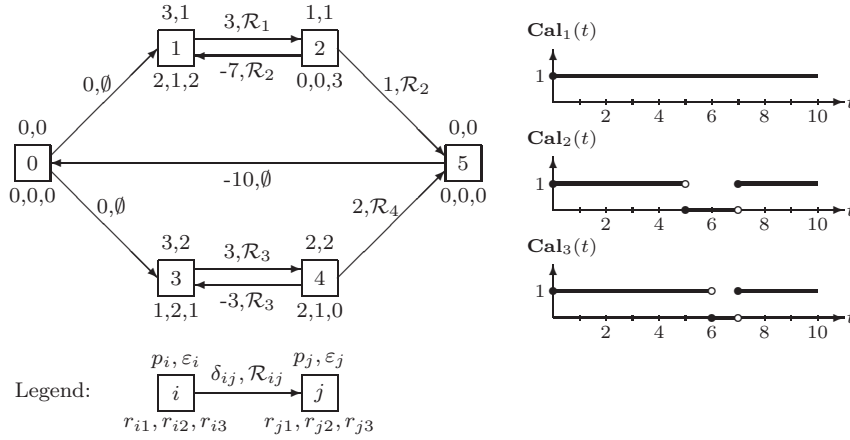 3,1
3,ℛ₁
1,1
1
2
-7,ℛ₂
2,1,2
0,0,3
0,∅
1,ℛ₂
0,0
0,0
0
5
-10,∅
0,0,0
0,0,0
0,∅
2,ℛ₄
3,2
3,ℛ₃
2,2
3
4
-3,ℛ₃
1,2,1
2,1,0
Legend:
pᵢ, εᵢ
pⱼ, εⱼ
δᵢⱼ, ℛᵢⱼ
i
j
rᵢ₁, rᵢ₂, rᵢ₃
rⱼ₁, rⱼ₂, rⱼ₃
Cal₁(t)
1
2 4 6 8 10 t
Cal₂(t)
1
2 4 6 8 10 t
Cal₃(t)
1
2 4 6 8 10 t